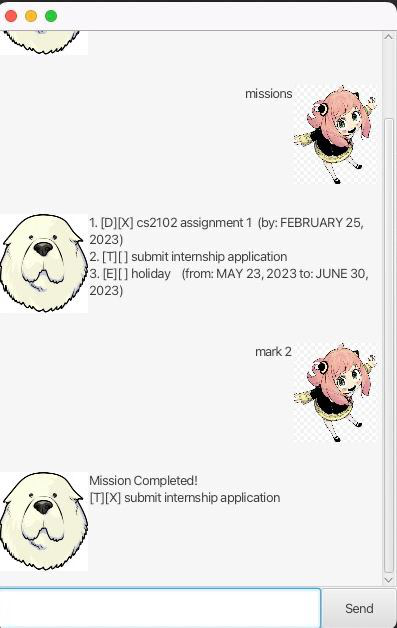 missions
1. [D][X] cs2102 assignment 1 (by: FEBRUARY 25,
2023)
2. [T][ ] submit internship application
3. [E][ ] holiday (from: MAY 23, 2023 to: JUNE 30,
2023)
mark 2
Mission Completed!
[T][X] submit internship application
Send